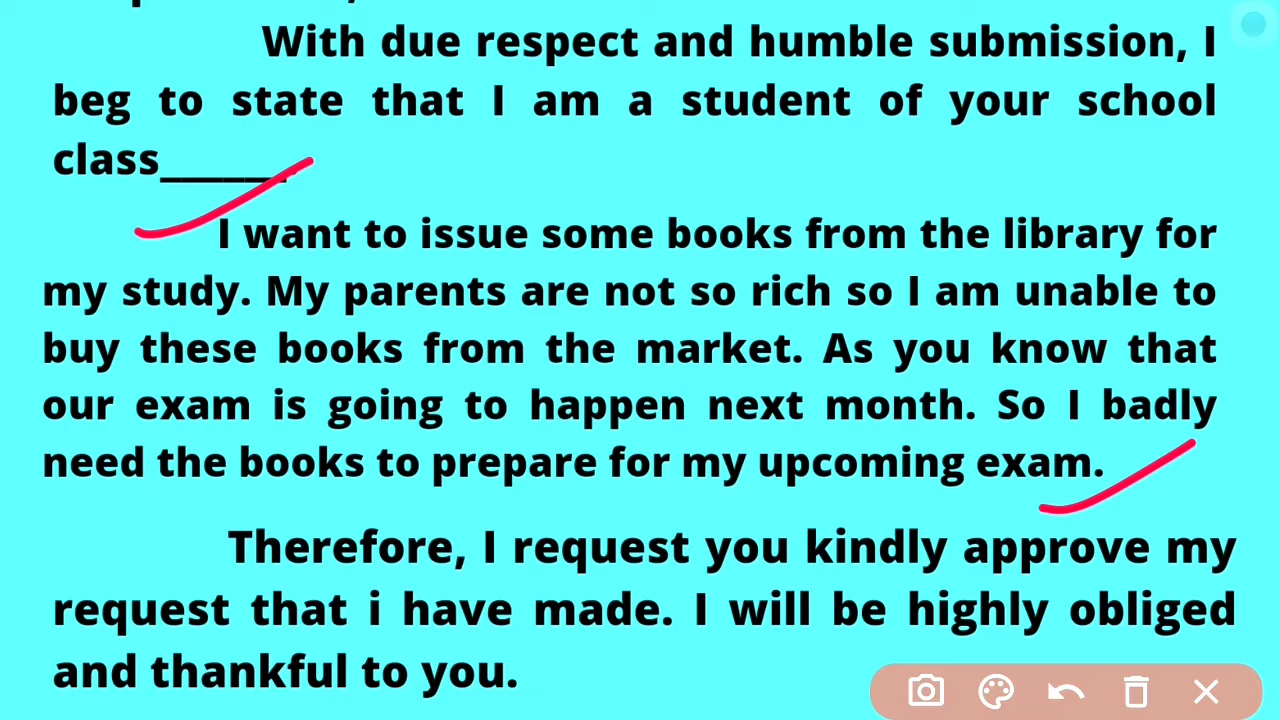 With due respect and humble submission, I
beg to state that I am a student of your school
class______.
I want to issue some books from the library for
my study. My parents are not so rich so I am unable to
buy these books from the market. As you know that
our exam is going to happen next month. So I badly
need the books to prepare for my upcoming exam.
Therefore, I request you kindly approve my
request that i have made. I will be highly obliged
and thankful to you.